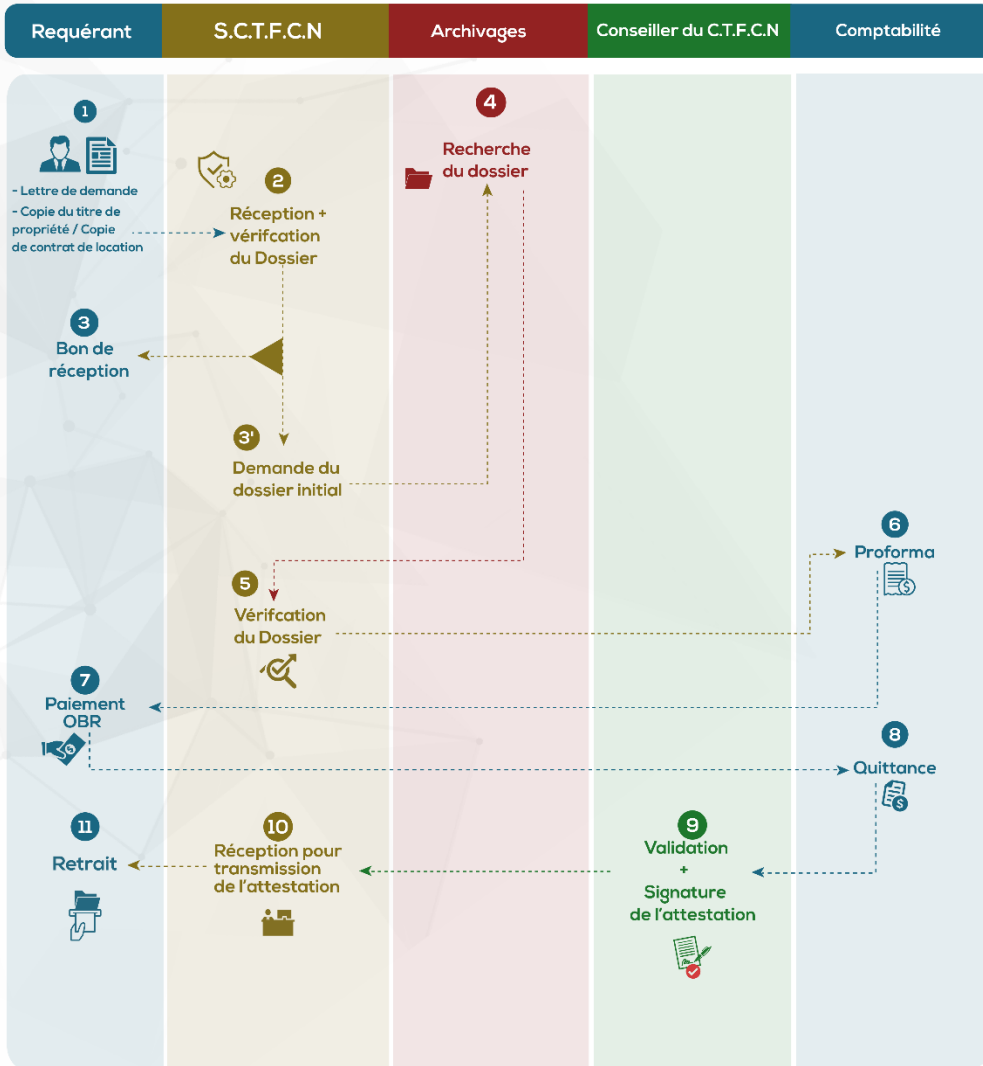 Requérant
S.C.T.F.C.N
Archivages
Conseiller du C.T.F.C.N
Comptabilité
1
- Lettre de demande
- Copie du titre de
propriété / Copie
de contrat de location
2
Réception +
vérifcation
du Dossier
3
Bon de
réception
3'
Demande du
dossier initial
4
Recherche
du dossier
5
Vérifcation
du Dossier
6
Proforma
7
Paiement
OBR
8
Quittance
9
Validation
+
Signature
de l'attestation
10
Réception pour
transmission
de l'attestation
11
Retrait